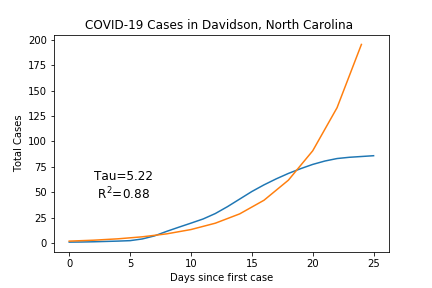 COVID-19 Cases in Davidson, North Carolina
200
175
150
125
100
75
50
25
0
Total Cases
Tau=5.22
R²=0.88
0 5 10 15 20 25
Days since first case